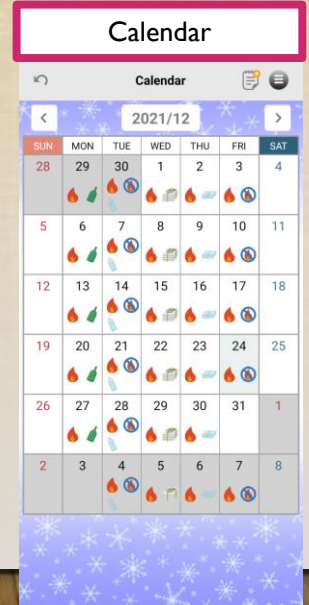 Calendar
Calendar
< 2021/12 >
SUN MON TUE WED THU FRI SAT
28 29 30 1 2 3 4
5 6 7 8 9 10 11
12 13 14 15 16 17 18
19 20 21 22 23 24 25
26 27 28 29 30 31 1
2 3 4 5 6 7 8